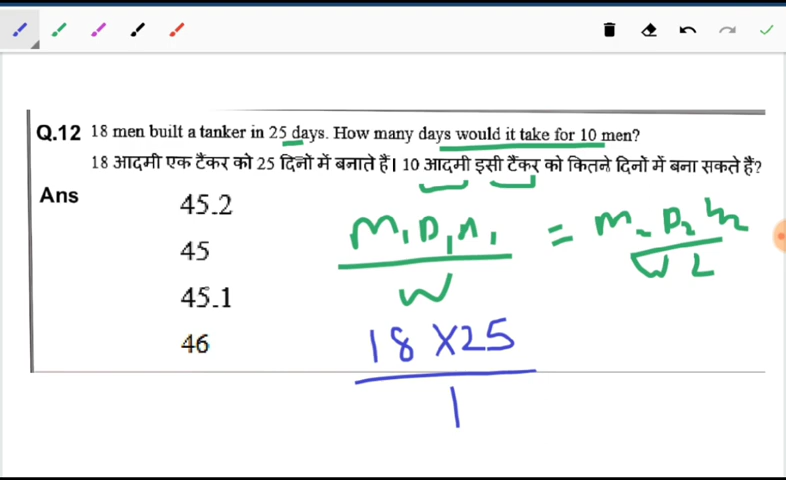 Q.12 18 men built a tanker in 25 days. How many days would it take for 10 men?
18 आदमी एक टैंकर को 25 दिनों में बनाते हैं। 10 आदमी इसी टैंकर को कितने दिनों में बना सकते हैं?
Ans
45.2
45
45.1
46
M₁D₁h₁ / W = M₂D₂h₂ / W2
18 × 25 / 1